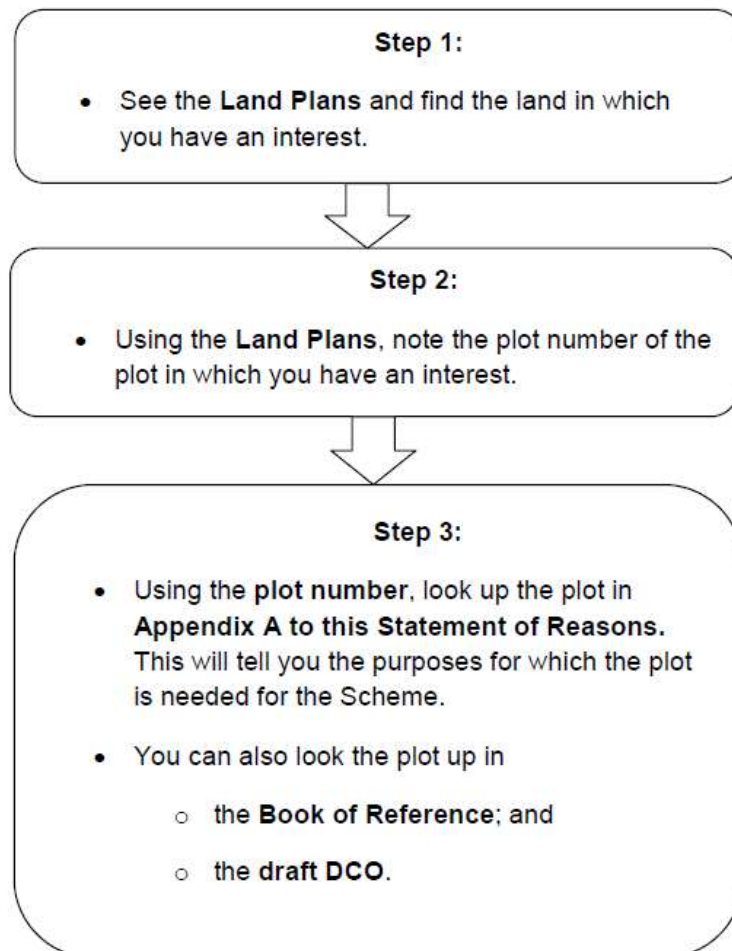 Step 1:
• See the Land Plans and find the land in which
you have an interest.
Step 2:
• Using the Land Plans, note the plot number of the
plot in which you have an interest.
Step 3:
• Using the plot number, look up the plot in
Appendix A to this Statement of Reasons.
This will tell you the purposes for which the plot
is needed for the Scheme.
• You can also look the plot up in
o the Book of Reference; and
o the draft DCO.